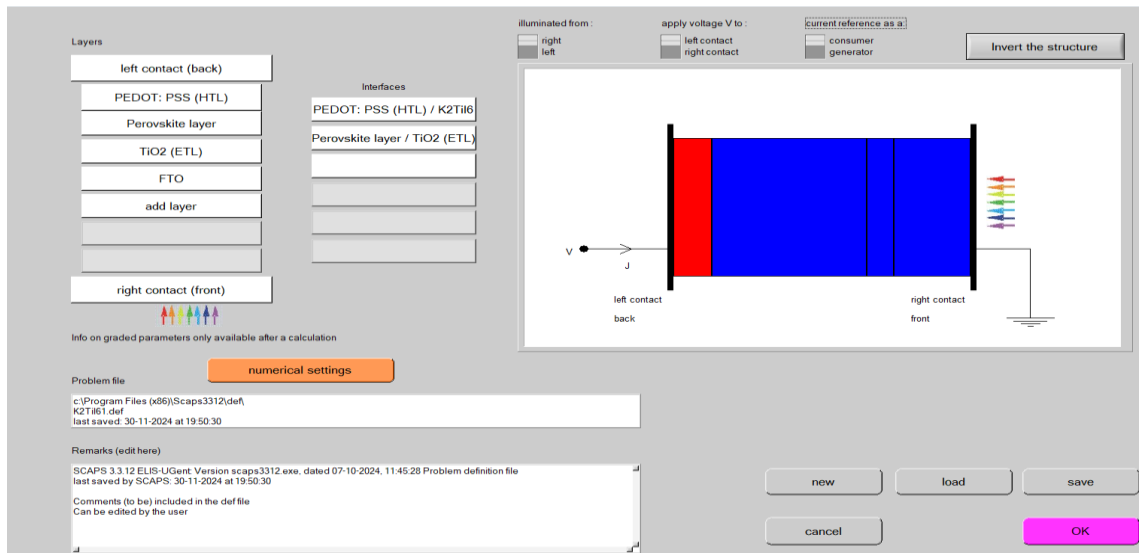 illuminated from :
apply voltage V to :
current reference as a:
right
left
left contact
right contact
consumer
generator
Invert the structure
Layers
left contact (back)
PEDOT: PSS (HTL)
Perovskite layer
TiO2 (ETL)
FTO
add layer
right contact (front)
Interfaces
PEDOT: PSS (HTL) / K2TiI6
Perovskite layer / TiO2 (ETL)
V
J
left contact
back
right contact
front
Info on graded parameters only available after a calculation
numerical settings
Problem file
c:\Program Files (x86)\Scaps3312\def\
K2TiI61.def
last saved: 30-11-2024 at 19:50:30
Remarks (edit here)
SCAPS 3.3.12 ELIS-UGent: Version scaps3312.exe, dated 07-10-2024, 11:45:28 Problem definition file
last saved by SCAPS: 30-11-2024 at 19:50:30
Comments (to be) included in the def file
Can be edited by the user
new
load
save
cancel
OK